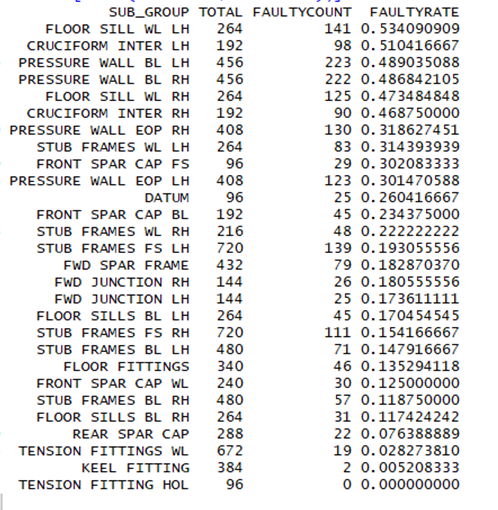 SUB_GROUP TOTAL FAULTYCOUNT FAULTYRATE
FLOOR SILL WL LH 264 141 0.534090909
CRUCIFORM INTER LH 192 98 0.510416667
PRESSURE WALL BL LH 456 223 0.489035088
PRESSURE WALL BL RH 456 222 0.486842105
FLOOR SILL WL RH 264 125 0.473484848
CRUCIFORM INTER RH 192 90 0.468750000
PRESSURE WALL EOP RH 408 130 0.318627451
STUB FRAMES WL LH 264 83 0.314393939
FRONT SPAR CAP FS 96 29 0.302083333
PRESSURE WALL EOP LH 408 123 0.301470588
DATUM 96 25 0.260416667
FRONT SPAR CAP BL 192 45 0.234375000
STUB FRAMES WL RH 216 48 0.222222222
STUB FRAMES FS LH 720 139 0.193055556
FWD SPAR FRAME 432 79 0.182870370
FWD JUNCTION RH 144 26 0.180555556
FWD JUNCTION LH 144 25 0.173611111
FLOOR SILLS BL LH 264 45 0.170454545
STUB FRAMES FS RH 720 111 0.154166667
STUB FRAMES BL LH 480 71 0.147916667
FLOOR FITTINGS 340 46 0.135294118
FRONT SPAR CAP WL 240 30 0.125000000
STUB FRAMES BL RH 480 57 0.118750000
FLOOR SILLS BL RH 264 31 0.117424242
REAR SPAR CAP 288 22 0.076388889
TENSION FITTINGS WL 672 19 0.028273810
KEEL FITTING 384 2 0.005208333
TENSION FITTING HOL 96 0 0.000000000